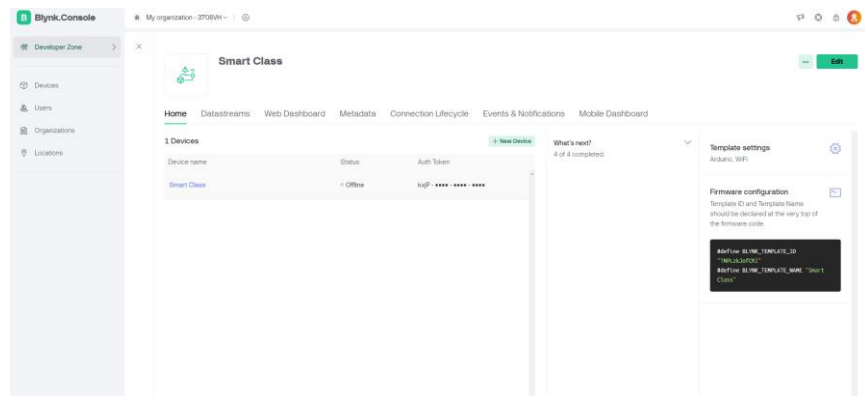 B Blynk.Console
My organization - 3708VH
Developer Zone
Devices
Users
Organizations
Locations
Smart Class
Edit
Home Datastreams Web Dashboard Metadata Connection Lifecycle Events & Notifications Mobile Dashboard
1 Devices
+ New Device
Device name Status Auth Token
Smart Class Offline
What's next?
4 of 4 completed
Template settings
Arduino, WiFi
Firmware configuration
Template ID and Template Name
should be declared at the very top of
the firmware code.
#define BLYNK_TEMPLATE_ID
#define BLYNK_TEMPLATE_NAME "Smart
Class"